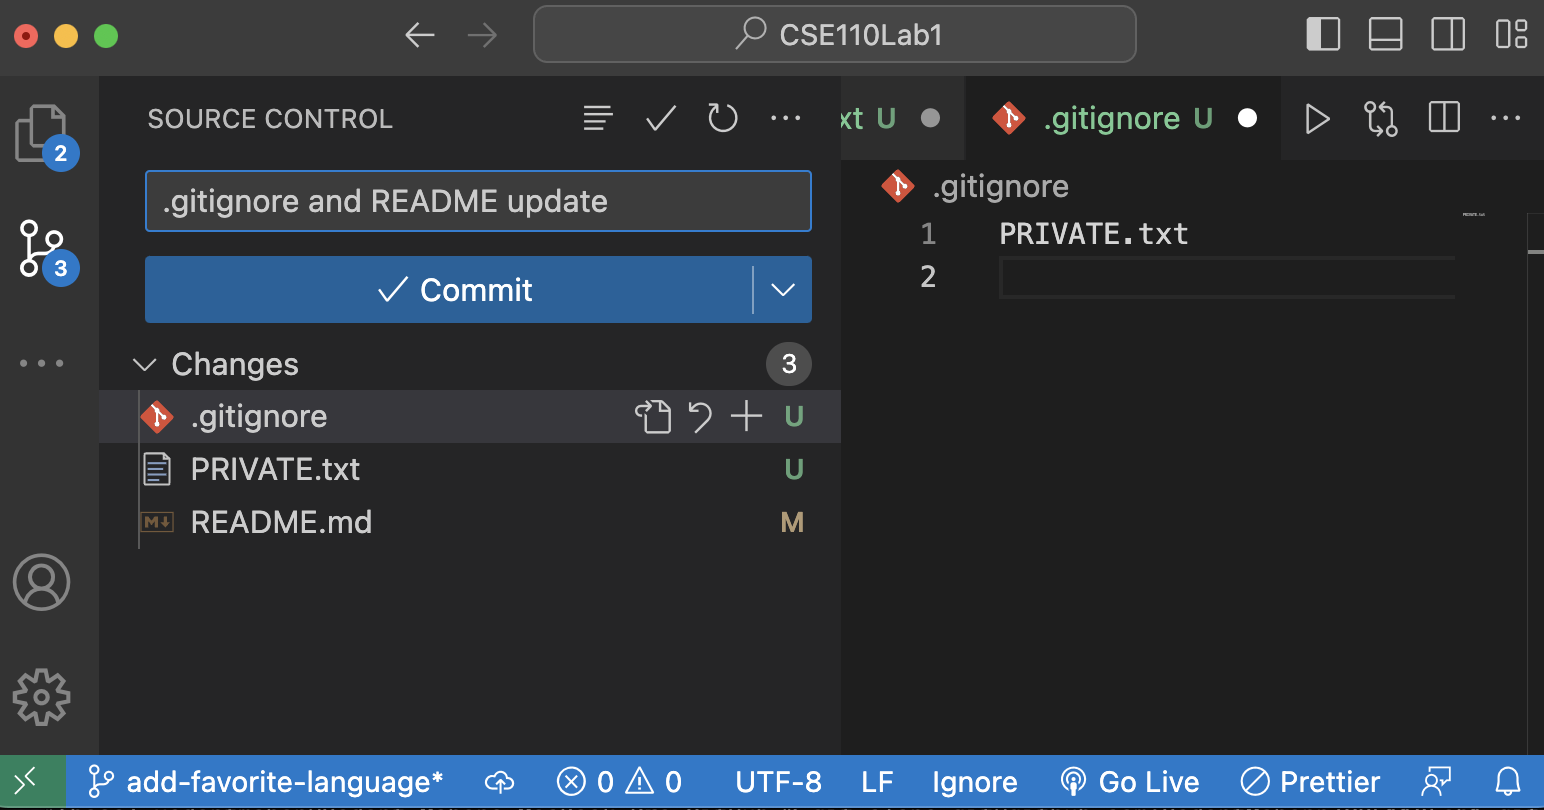 CSE110Lab1
2
3
SOURCE CONTROL
.gitignore and README update
Commit
Changes 3
.gitignore U
PRIVATE.txt U
README.md M
xt U .gitignore U
.gitignore
1 PRIVATE.txt
2
add-favorite-language* 0 0 UTF-8 LF Ignore Go Live Prettier